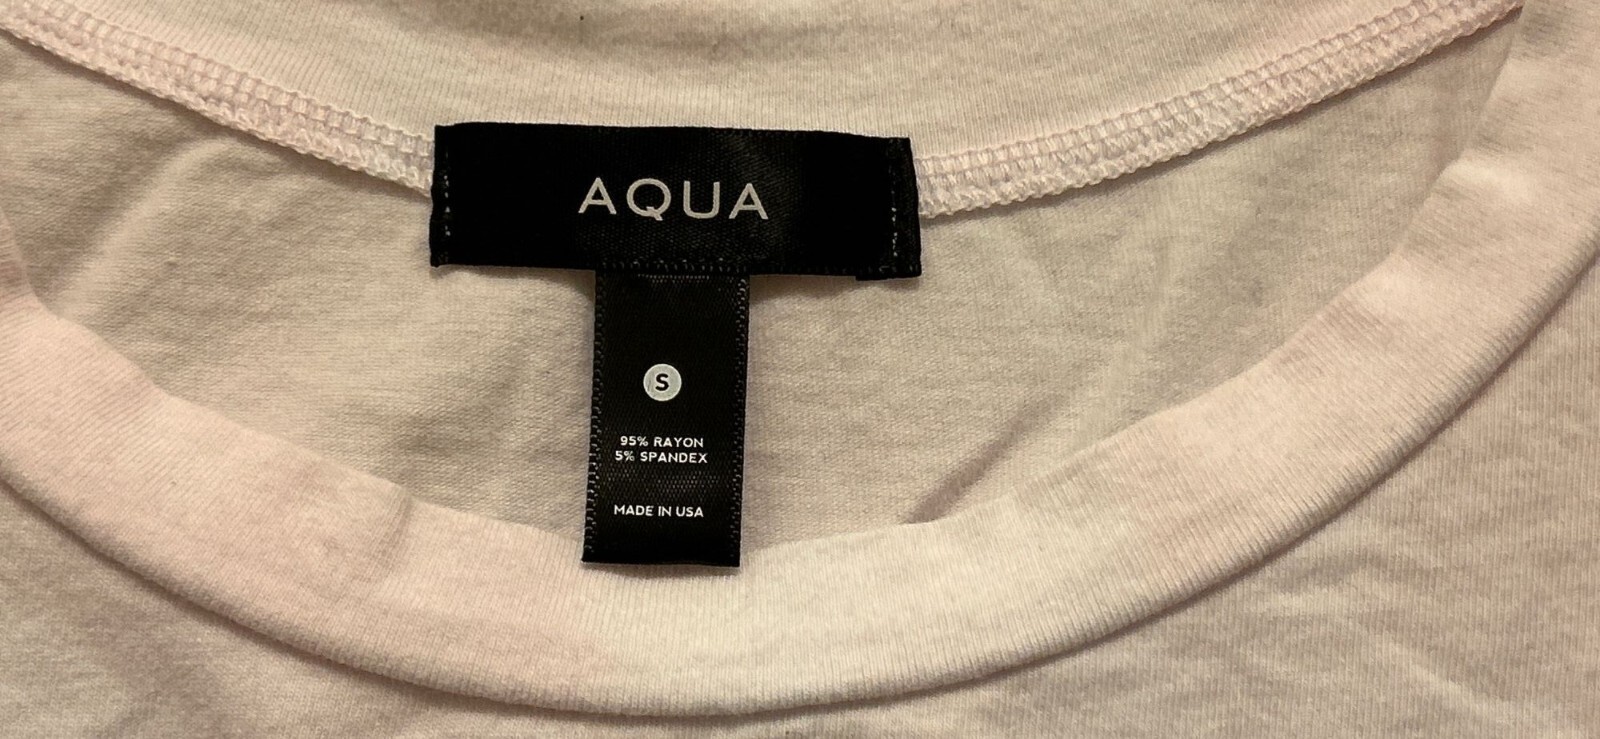 AQUA
S
95% RAYON
5% SPANDEX
MADE IN USA